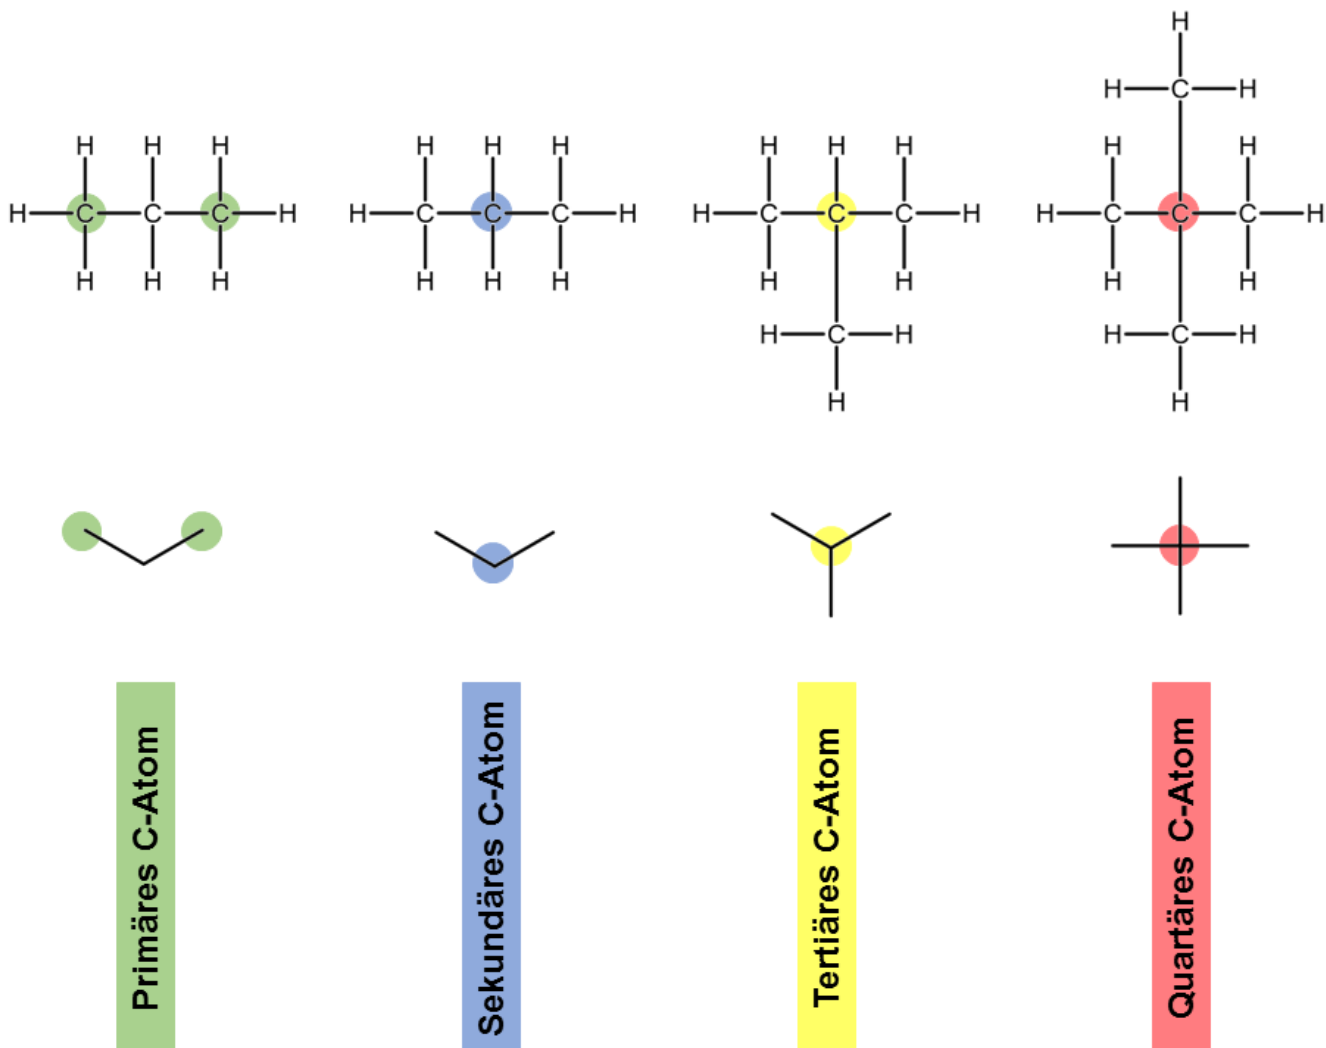 H
H C H
H H H H H H H H H H H
H C C C H H C C C H H C C C H H C C C H
H H H H H H H H H H
H C H H C H
H H
Primäres C-Atom
Sekundäres C-Atom
Tertiäres C-Atom
Quartäres C-Atom